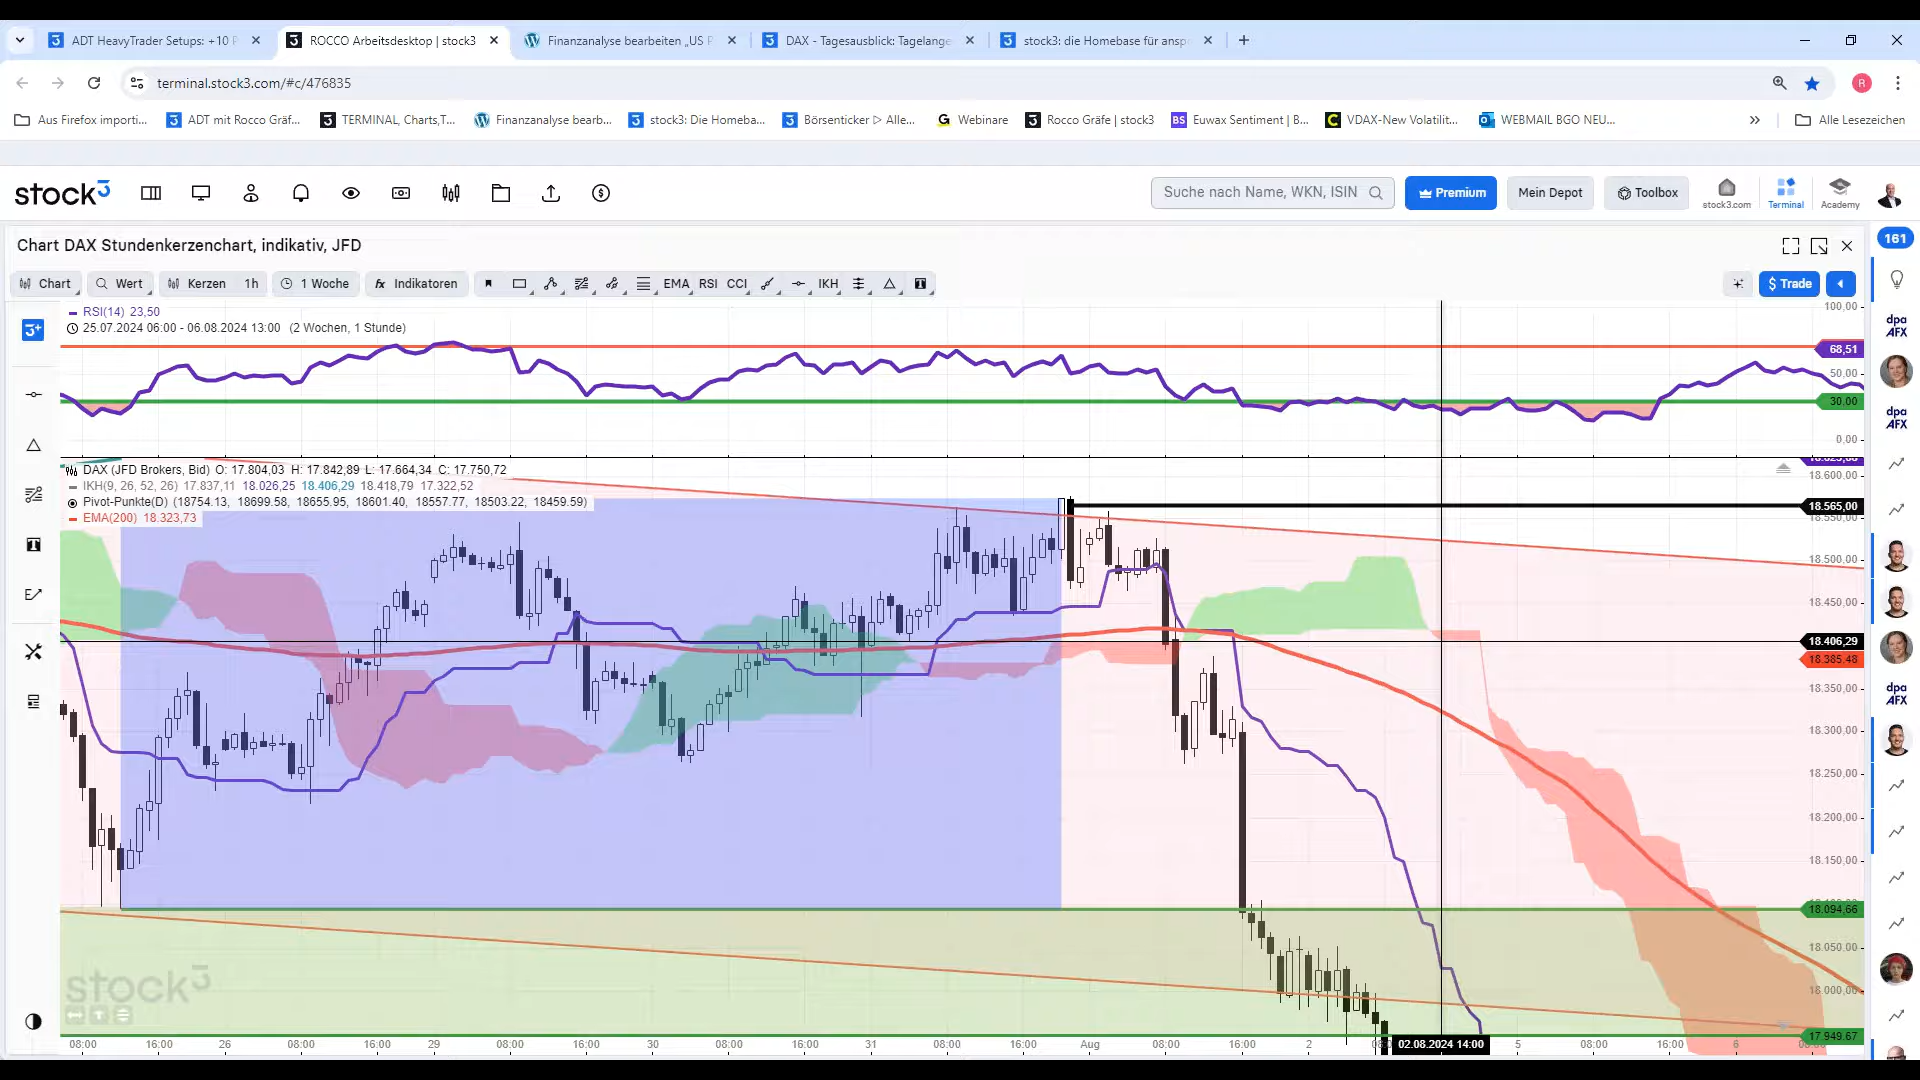 ADT HeavyTrader Setups: +10 P
ROCCO Arbeitsdesktop | stock3
Finanzanalyse bearbeiten „US P
DAX - Tagesausblick: Tagelange
stock3: die Homebase für ansp
terminal.stock3.com/#c/476835
R
Aus Firefox importi...
ADT mit Rocco Gräf...
TERMINAL, Charts,T...
Finanzanalyse bearb...
stock3: Die Homeba...
Börsenticker ▷ Alle...
Webinare
Rocco Gräfe | stock3
BS Euwax Sentiment | B...
VDAX-New Volatilit...
WEBMAIL BGO NEU...
Alle Lesezeichen
stock3
Suche nach Name, WKN, ISIN
Premium
Mein Depot
Toolbox
stock3.com
Terminal
Academy
Chart DAX Stundenkerzenchart, indikativ, JFD
161
Chart
Wert
Kerzen 1h
1 Woche
fx Indikatoren
EMA RSI CCI
IKH
$ Trade
RSI(14) 23,50
25.07.2024 06:00 - 06.08.2024 13:00 (2 Wochen, 1 Stunde)
100,00
68,51
50,00
30,00
0,00
dpa AFX
dpa AFX
dpa AFX
DAX (JFD Brokers, Bid) O: 17.804,03 H: 17.842,89 L: 17.664,34 C: 17.750,72
IKH(9, 26, 52, 26) 17.837,11 18.026,25 18.406,29 18.418,79 17.322,52
Pivot-Punkte(D) (18754.13, 18699.58, 18655.95, 18601.40, 18557.77, 18503.22, 18459.59)
EMA(200) 18.323,73
18.600,00
18.565,00
18.550,00
18.500,00
18.450,00
18.406,29
18.385,48
18.350,00
18.300,00
18.250,00
18.200,00
18.150,00
18.094,66
18.050,00
18.000,00
17.949,67
stock3
08:00 16:00 26 08:00 16:00 29 08:00 16:00 30 08:00 16:00 31 08:00 16:00 Aug 08:00 16:00 2 02.08.2024 14:00 5 08:00 16:00 6